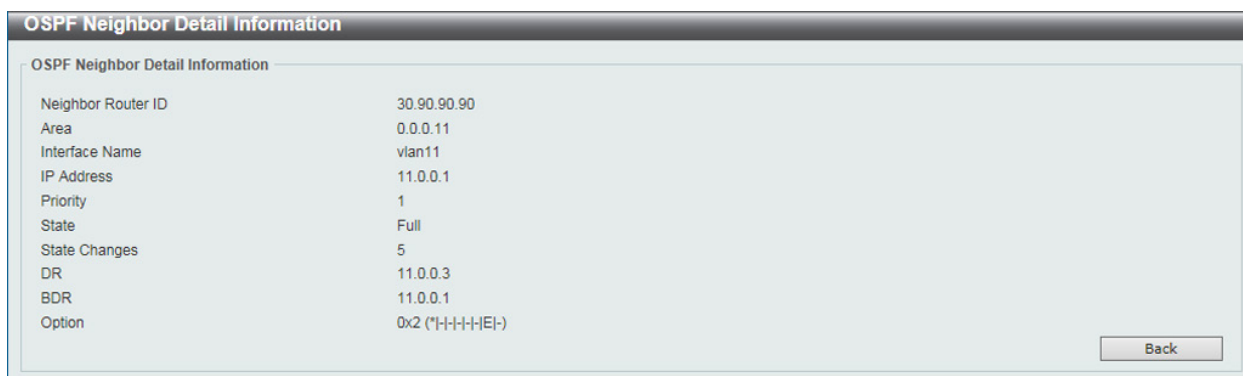 OSPF Neighbor Detail Information
OSPF Neighbor Detail Information
Neighbor Router ID 30.90.90.90
Area 0.0.0.11
Interface Name vlan11
IP Address 11.0.0.1
Priority 1
State Full
State Changes 5
DR 11.0.0.3
BDR 11.0.0.1
Option 0x2 (*|-|-|-|-|-|E|-)
Back